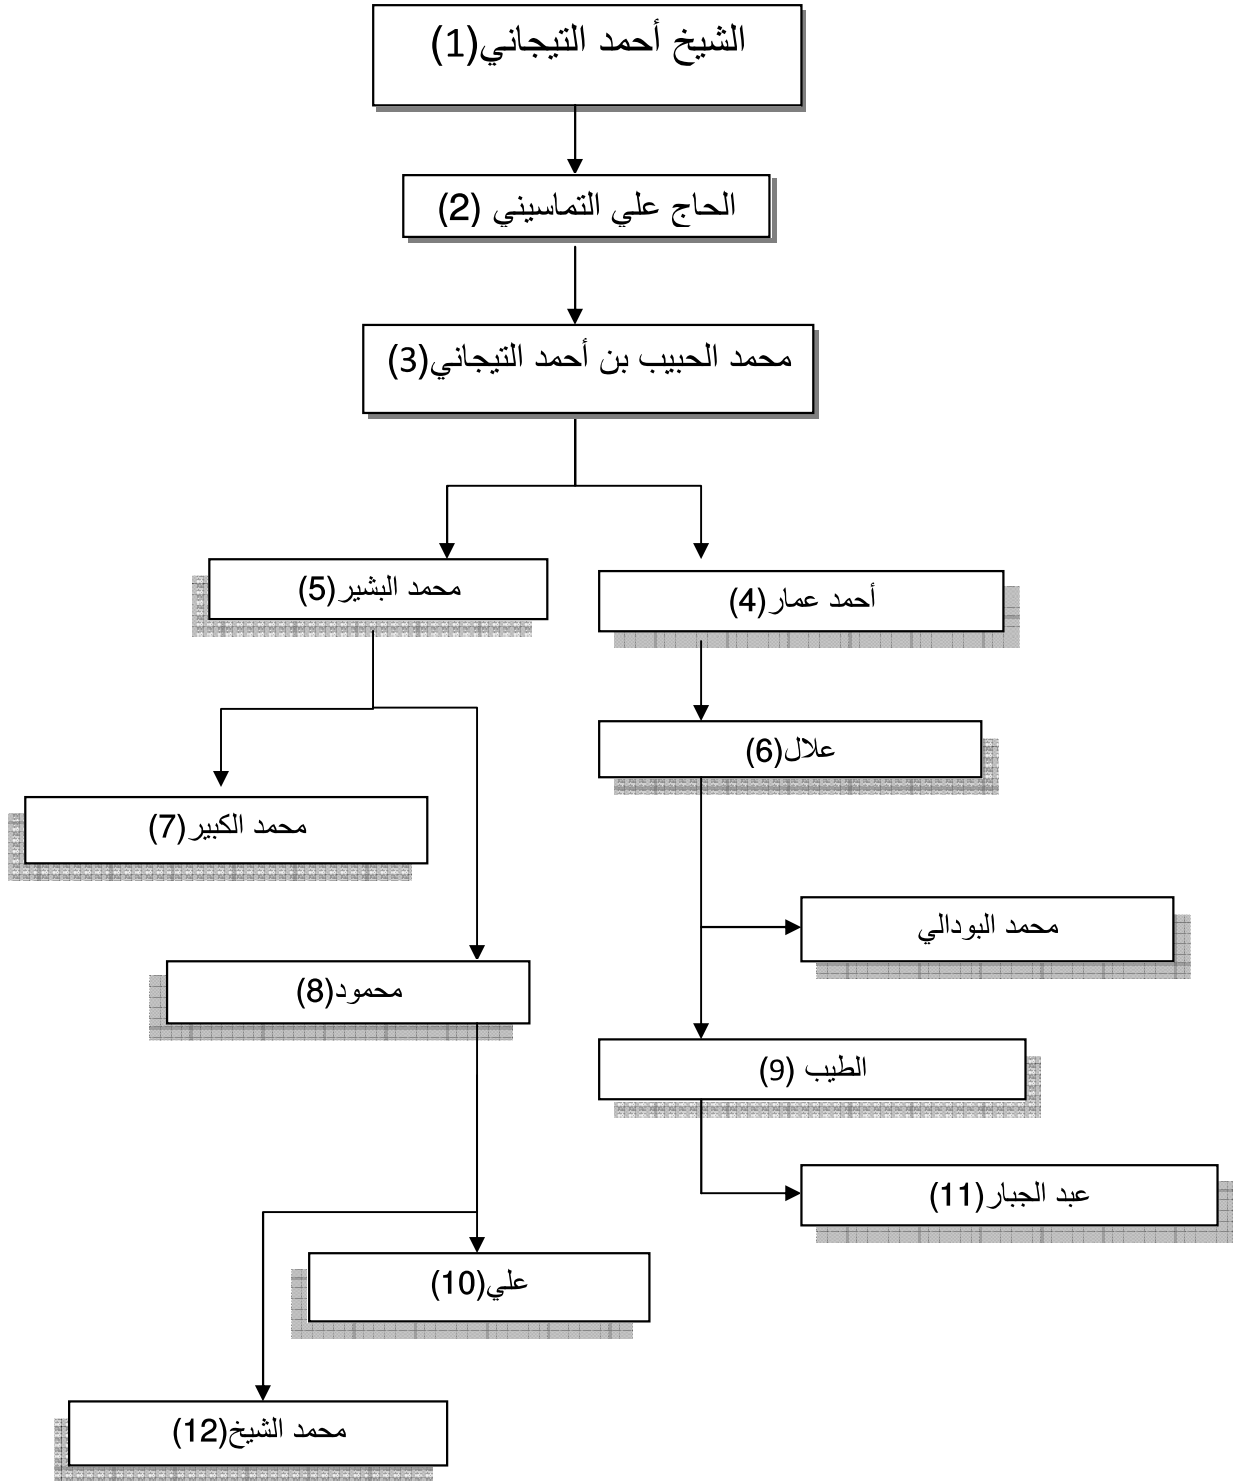 الشيخ أحمد التيجاني(1)
الحاج علي التماسيني (2)
محمد الحبيب بن أحمد التيجاني(3)
أحمد عمار(4)
محمد البشير(5)
علال(6)
محمد الكبير(7)
محمد البودالي
محمود(8)
الطيب (9)
عبد الجبار(11)
علي(10)
محمد الشيخ(12)